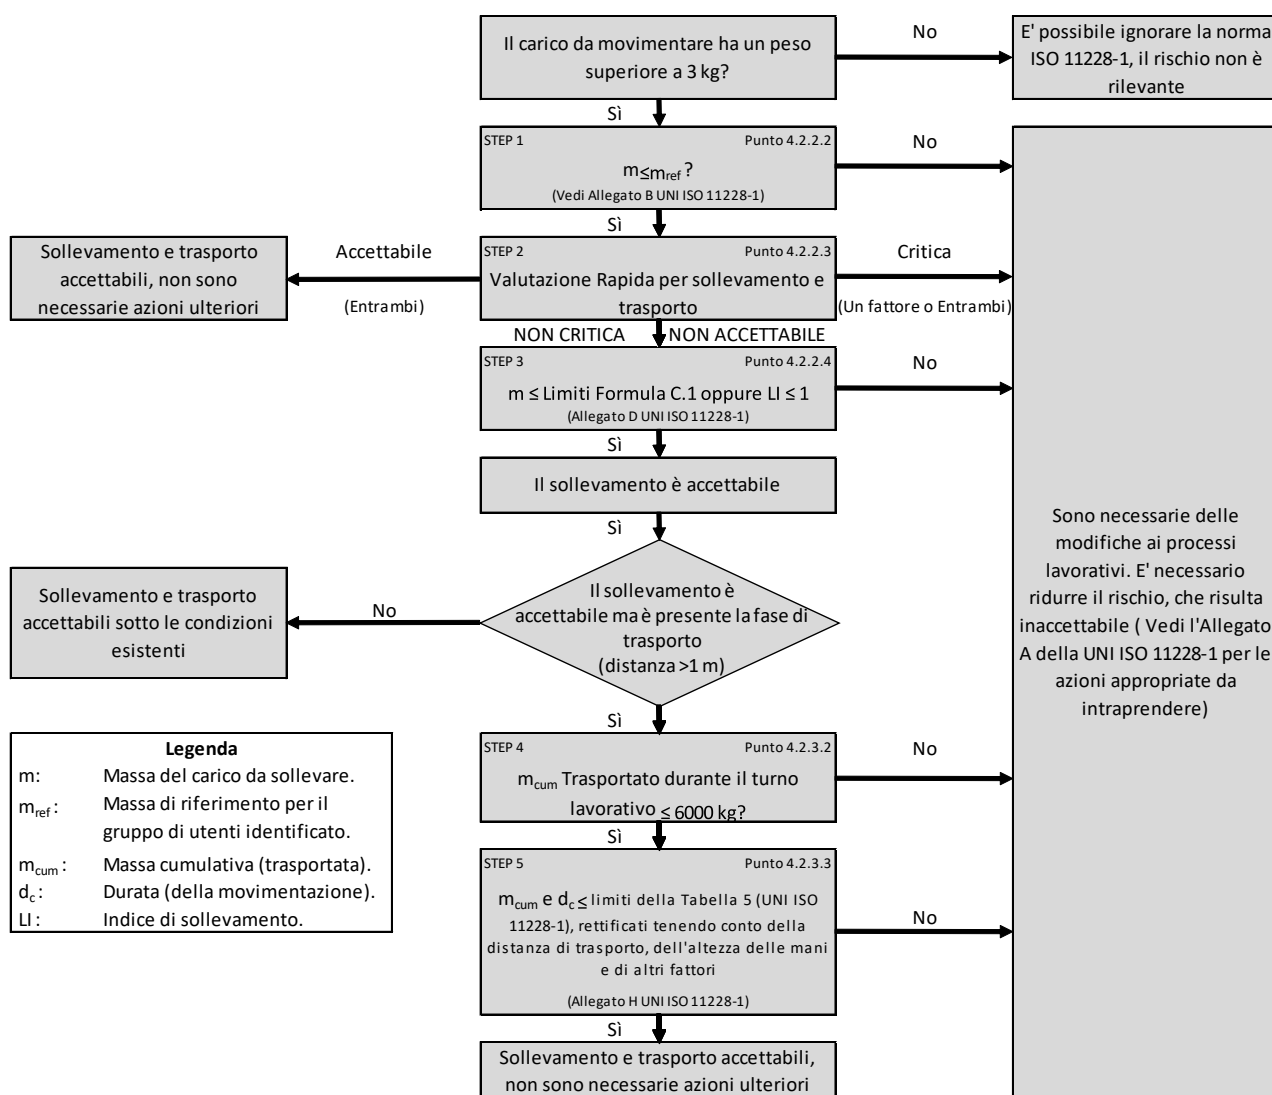 Il carico da movimentare ha un peso
superiore a 3 kg?
No
E' possibile ignorare la norma
ISO 11228-1, il rischio non è
rilevante
Sì
STEP 1 Punto 4.2.2.2
m≤mref ?
(Vedi Allegato B UNI ISO 11228-1)
No
Sì
Sollevamento e trasporto
accettabili, non sono
necessarie azioni ulteriori
Accettabile
(Entrambi)
STEP 2 Punto 4.2.2.3
Valutazione Rapida per sollevamento e
trasporto
Critica
(Un fattore o Entrambi)
NON CRITICA NON ACCETTABILE
STEP 3 Punto 4.2.2.4
m ≤ Limiti Formula C.1 oppure LI ≤ 1
(Allegato D UNI ISO 11228-1)
No
Sì
Il sollevamento è accettabile
Sì
Il sollevamento è
accettabile ma è presente la fase di
trasporto
(distanza >1 m)
No
Sollevamento e trasporto
accettabili sotto le condizioni
esistenti
Sono necessarie delle
modifiche ai processi
lavorativi. E' necessario
ridurre il rischio, che risulta
inaccettabile ( Vedi l'Allegato
A della UNI ISO 11228-1 per le
azioni appropriate da
intraprendere)
Sì
STEP 4 Punto 4.2.3.2
mcum Trasportato durante il turno
lavorativo ≤ 6000 kg?
No
Sì
STEP 5 Punto 4.2.3.3
mcum e dc ≤ limiti della Tabella 5 (UNI ISO
11228-1), rettificati tenendo conto della
distanza di trasporto, dell'altezza delle mani
e di altri fattori
(Allegato H UNI ISO 11228-1)
No
Sì
Sollevamento e trasporto accettabili,
non sono necessarie azioni ulteriori
Legenda
m: Massa del carico da sollevare.
mref : Massa di riferimento per il
gruppo di utenti identificato.
mcum : Massa cumulativa (trasportata).
dc : Durata (della movimentazione).
LI : Indice di sollevamento.